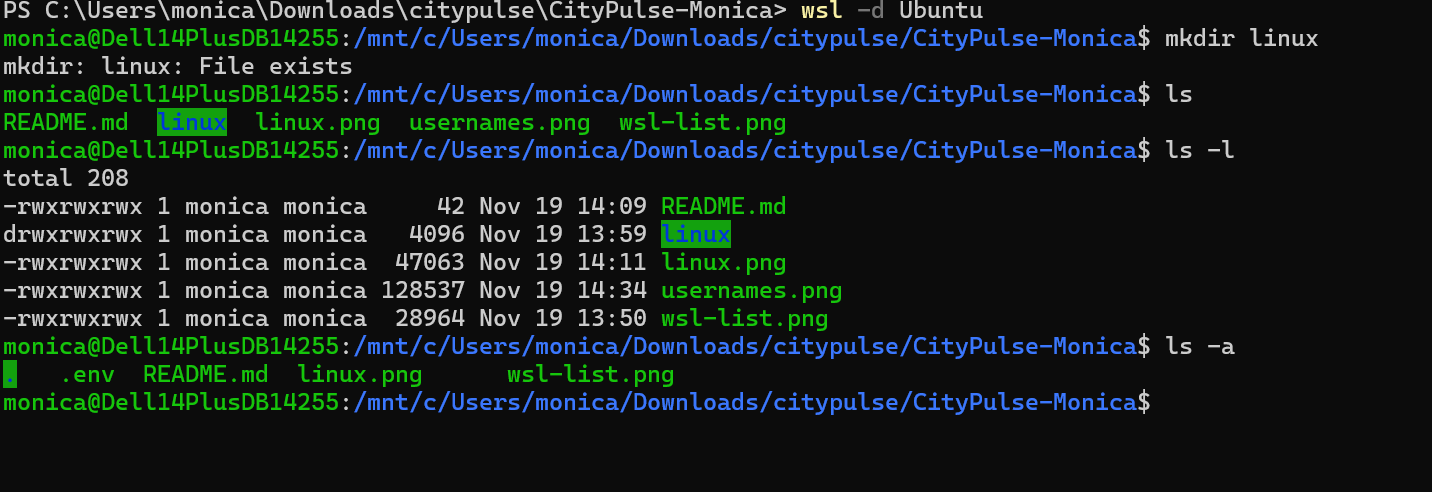 PS C:\Users\monica\Downloads\citypulse\CityPulse-Monica> wsl -d Ubuntu
monica@Dell14PlusDB14255:/mnt/c/Users/monica/Downloads/citypulse/CityPulse-Monica$ mkdir linux
mkdir: linux: File exists
monica@Dell14PlusDB14255:/mnt/c/Users/monica/Downloads/citypulse/CityPulse-Monica$ ls
README.md  linux  linux.png  usernames.png  wsl-list.png
monica@Dell14PlusDB14255:/mnt/c/Users/monica/Downloads/citypulse/CityPulse-Monica$ ls -l
total 208
-rwxrwxrwx 1 monica monica     42 Nov 19 14:09 README.md
drwxrwxrwx 1 monica monica   4096 Nov 19 13:59 linux
-rwxrwxrwx 1 monica monica  47063 Nov 19 14:11 linux.png
-rwxrwxrwx 1 monica monica 128537 Nov 19 14:34 usernames.png
-rwxrwxrwx 1 monica monica  28964 Nov 19 13:50 wsl-list.png
monica@Dell14PlusDB14255:/mnt/c/Users/monica/Downloads/citypulse/CityPulse-Monica$ ls -a
.   .env  README.md  linux.png      wsl-list.png
monica@Dell14PlusDB14255:/mnt/c/Users/monica/Downloads/citypulse/CityPulse-Monica$